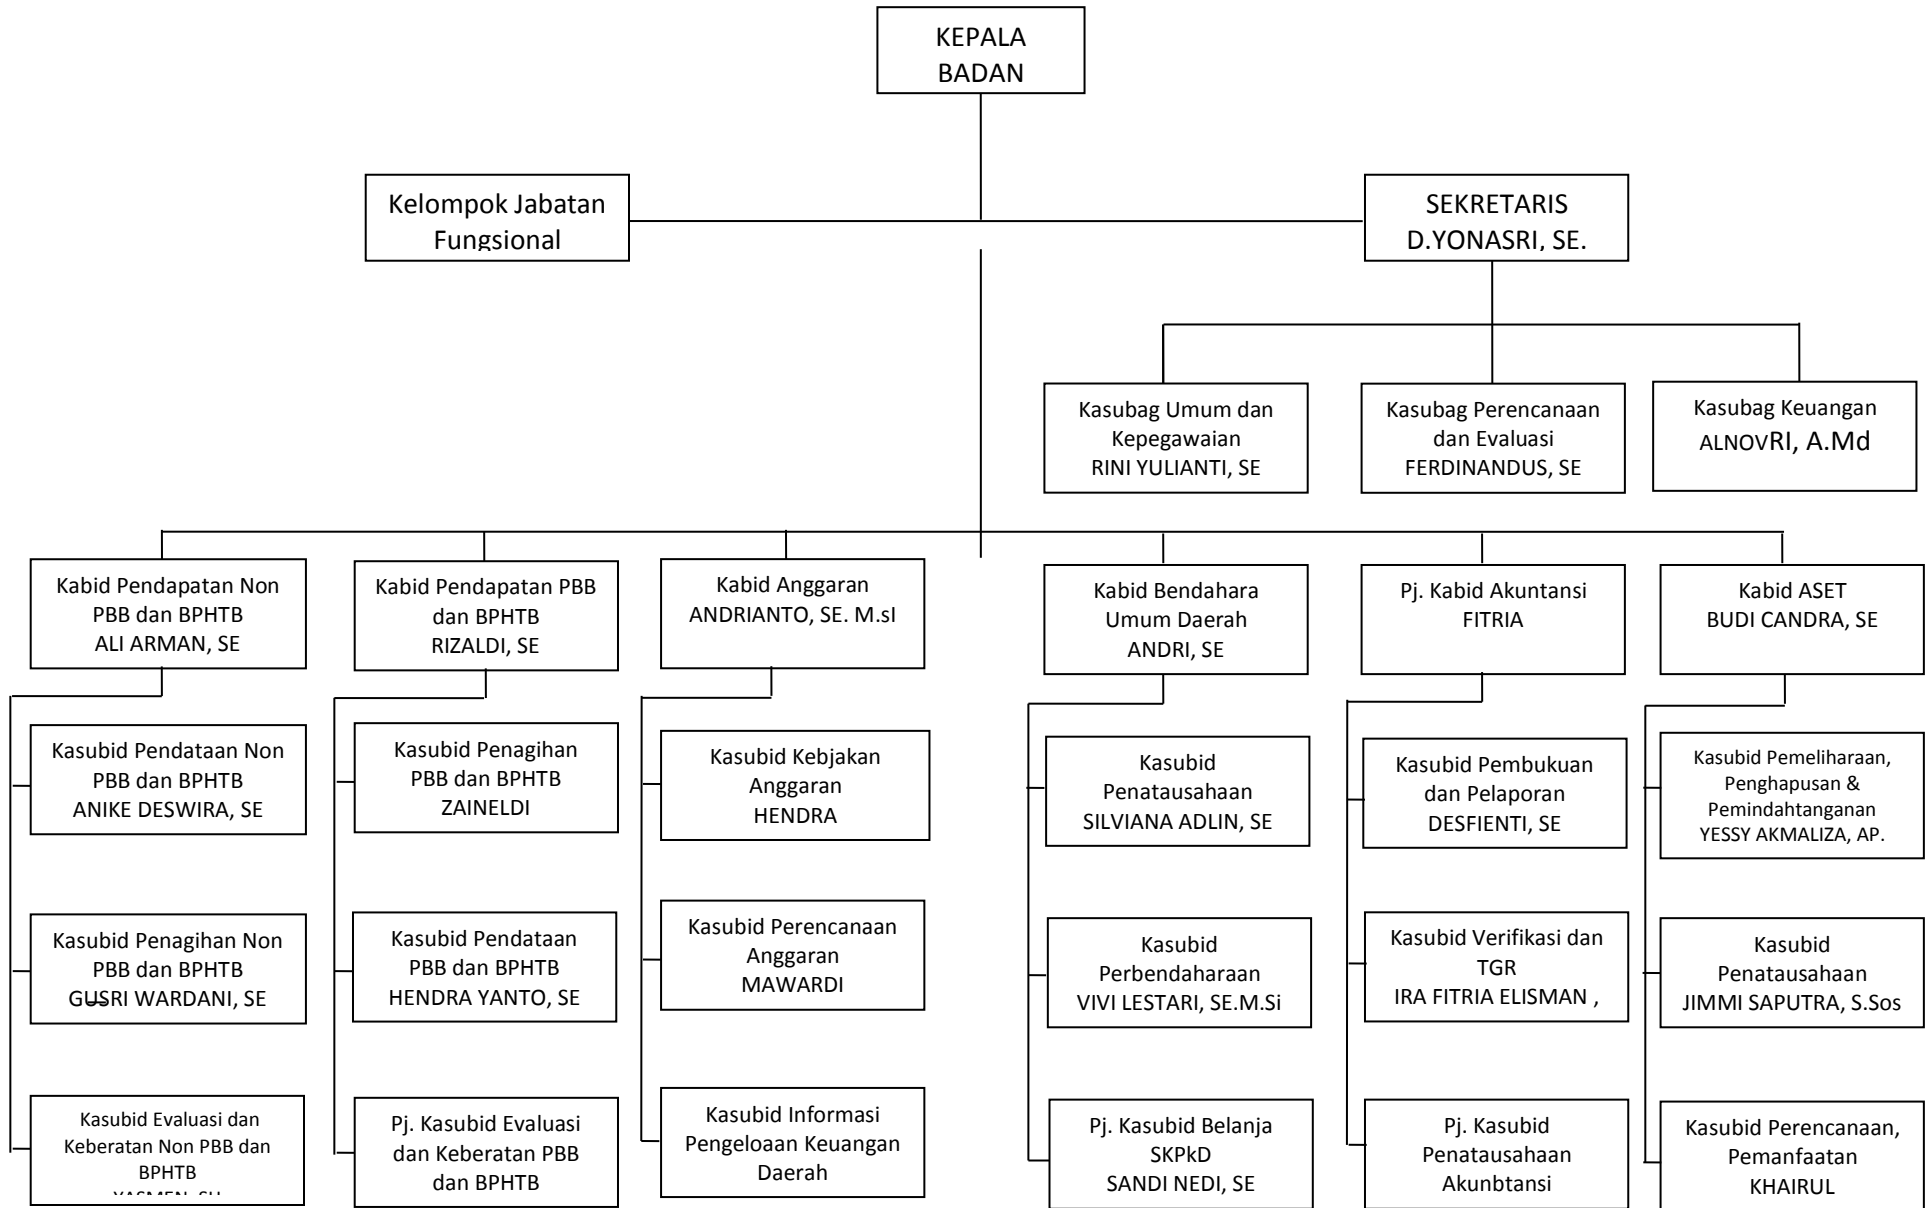 KEPALA
BADAN
Kelompok Jabatan
Fungsional
SEKRETARIS
D.YONASRI, SE.
Kasubag Umum dan
Kepegawaian
RINI YULIANTI, SE
Kasubag Perencanaan
dan Evaluasi
FERDINANDUS, SE
Kasubag Keuangan
ALNOVRI, A.Md
Kabid Pendapatan Non
PBB dan BPHTB
ALI ARMAN, SE
Kabid Pendapatan PBB
dan BPHTB
RIZALDI, SE
Kabid Anggaran
ANDRIANTO, SE. M.sI
Kabid Bendahara
Umum Daerah
ANDRI, SE
Pj. Kabid Akuntansi
FITRIA
Kabid ASET
BUDI CANDRA, SE
Kasubid Pendataan Non
PBB dan BPHTB
ANIKE DESWIRA, SE
Kasubid Penagihan
PBB dan BPHTB
ZAINELDI
Kasubid Kebjakan
Anggaran
HENDRA
Kasubid
Penatausahaan
SILVIANA ADLIN, SE
Kasubid Pembukuan
dan Pelaporan
DESFIENTI, SE
Kasubid Pemeliharaan,
Penghapusan &
Pemindahtanganan
YESSY AKMALIZA, AP.
Kasubid Penagihan Non
PBB dan BPHTB
GUSRI WARDANI, SE
Kasubid Pendataan
PBB dan BPHTB
HENDRA YANTO, SE
Kasubid Perencanaan
Anggaran
MAWARDI
Kasubid
Perbendaharaan
VIVI LESTARI, SE.M.Si
Kasubid Verifikasi dan
TGR
IRA FITRIA ELISMAN ,
Kasubid
Penatausahaan
JIMMI SAPUTRA, S.Sos
Kasubid Evaluasi dan
Keberatan Non PBB dan
BPHTB
YASMEN, SH
Pj. Kasubid Evaluasi
dan Keberatan PBB
dan BPHTB
Kasubid Informasi
Pengeloaan Keuangan
Daerah
Pj. Kasubid Belanja
SKPkD
SANDI NEDI, SE
Pj. Kasubid
Penatausahaan
Akunbtansi
Kasubid Perencanaan,
Pemanfaatan
KHAIRUL